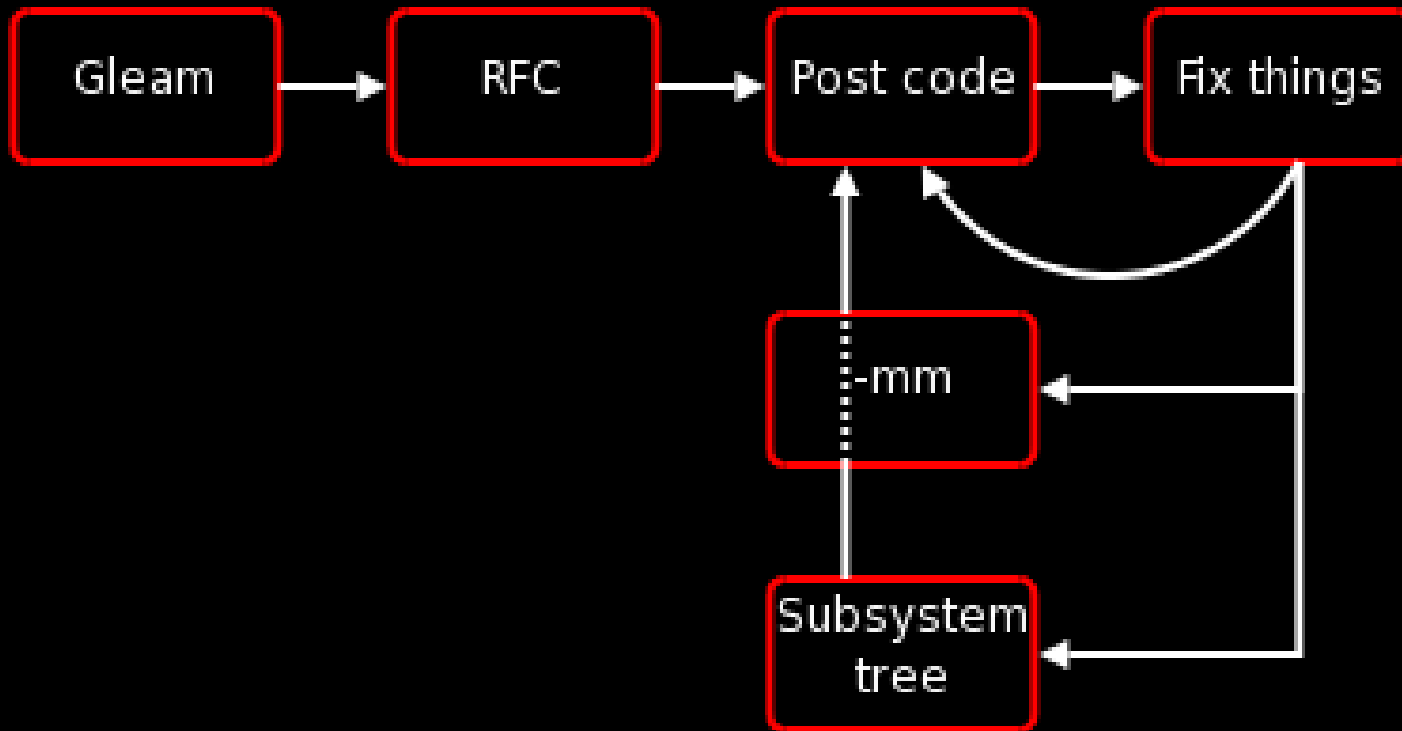 Gleam
RFC
Post code
Fix things
-mm
Subsystem
tree